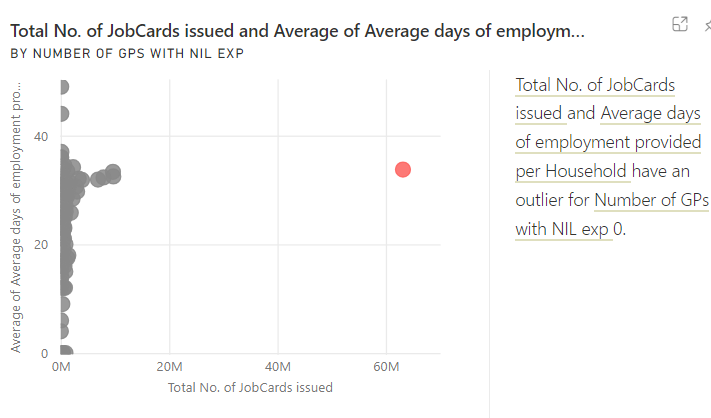 Total No. of JobCards issued and Average of Average days of employm...
BY NUMBER OF GPS WITH NIL EXP
Average of Average days of employment pro...
40
20
0
0M 20M 40M 60M
Total No. of JobCards issued
Total No. of JobCards
issued and Average days
of employment provided
per Household have an
outlier for Number of GPs
with NIL exp 0.